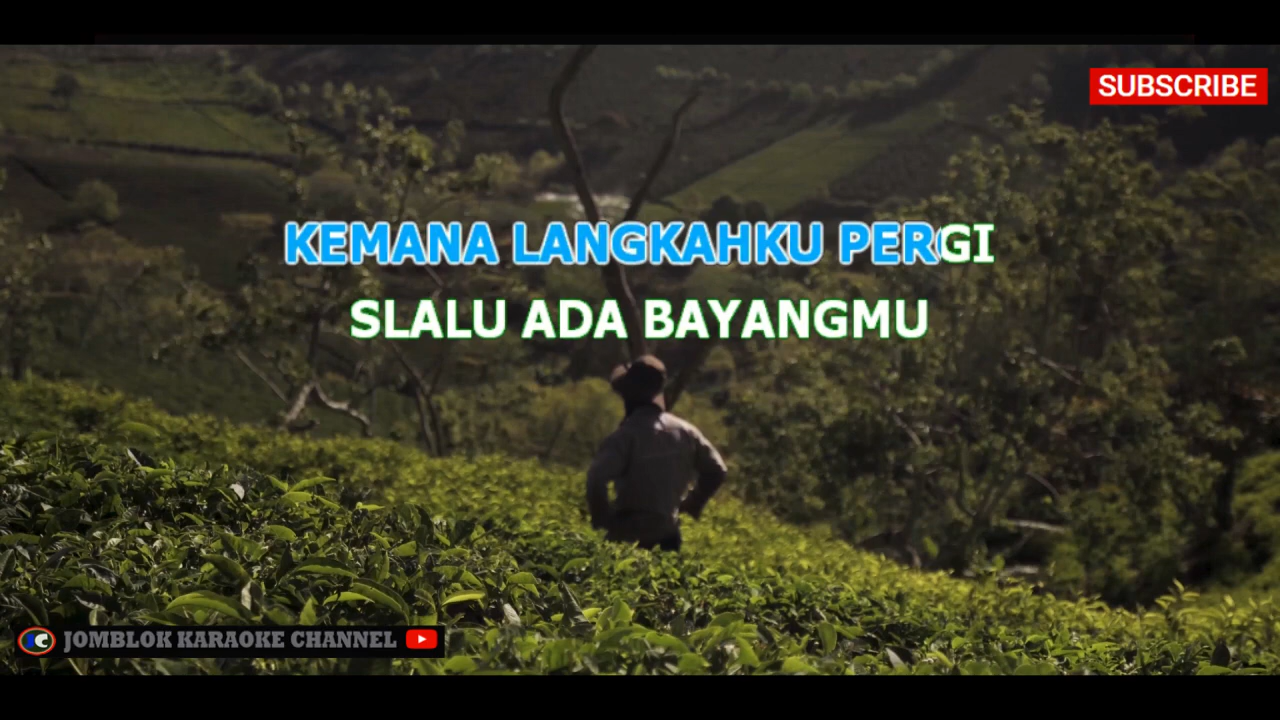 SUBSCRIBE
KEMANA LANGKAHKU PERGI
SLALU ADA BAYANGMU
JOMBLOK KARAOKE CHANNEL